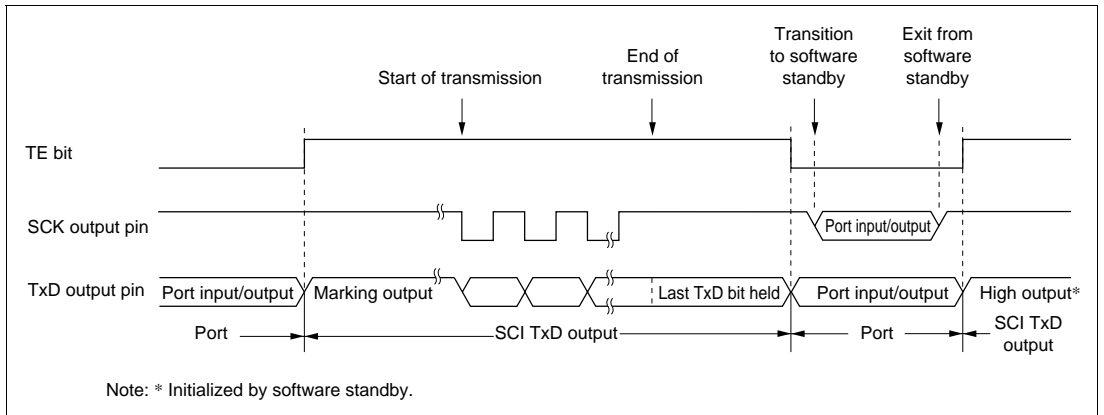 Transition
to software
standby
Exit from
software
standby
End of
transmission
Start of transmission
TE bit
SCK output pin
Port input/output
TxD output pin
Port input/output
Marking output
Last TxD bit held
Port input/output
High output*
Port
SCI TxD output
Port
SCI TxD
output
Note: * Initialized by software standby.